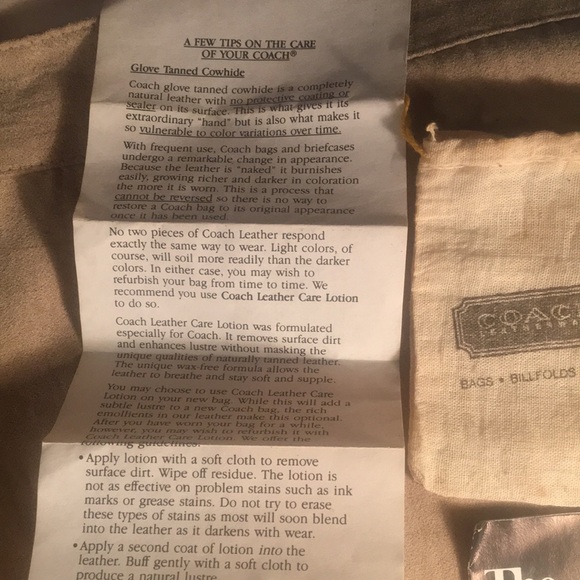 A FEW TIPS ON THE CARE
OF YOUR COACH®
Glove Tanned Cowhide
Coach glove tanned cowhide is a completely
natural leather with no protective coating or
sealer on its surface. This is what gives it its
extraordinary "hand" but is also what makes it
so vulnerable to color variations over time.
With frequent use, Coach bags and briefcases
undergo a remarkable change in appearance.
Because the leather is "naked" it burnishes
easily, growing richer and darker in coloration
the more it is worn. This is a process that
cannot be reversed so there is no way to
restore a Coach bag to its original appearance
once it has been used.
No two pieces of Coach Leather respond
exactly the same way to wear. Light colors, of
course, will soil more readily than the darker
colors. In either case, you may wish to
refurbish your bag from time to time. We
recommend you use Coach Leather Care Lotion
to do so.
Coach Leather Care Lotion was formulated
especially for Coach. It removes surface dirt
and enhances lustre without masking the
unique qualities of naturally tanned leather.
The unique wax-free formula allows the
leather to breathe and stay soft and supple.
You may choose to use Coach Leather Care
Lotion on your new bag. While this will add a
subtle lustre to a new Coach bag, the rich
emollients in our leather make this optional.
After you have worn your bag for a while,
however, you may wish to refurbish it with
Coach Leather Care Lotion. We offer the
following guidelines:
• Apply lotion with a soft cloth to remove
surface dirt. Wipe off residue. The lotion is
not as effective on problem stains such as ink
marks or grease stains. Do not try to erase
these types of stains as most will soon blend
into the leather as it darkens with wear.
• Apply a second coat of lotion into the
leather. Buff gently with a soft cloth to
produce a natural lustre.
COACH
BAGS • BILLFOLDS
The